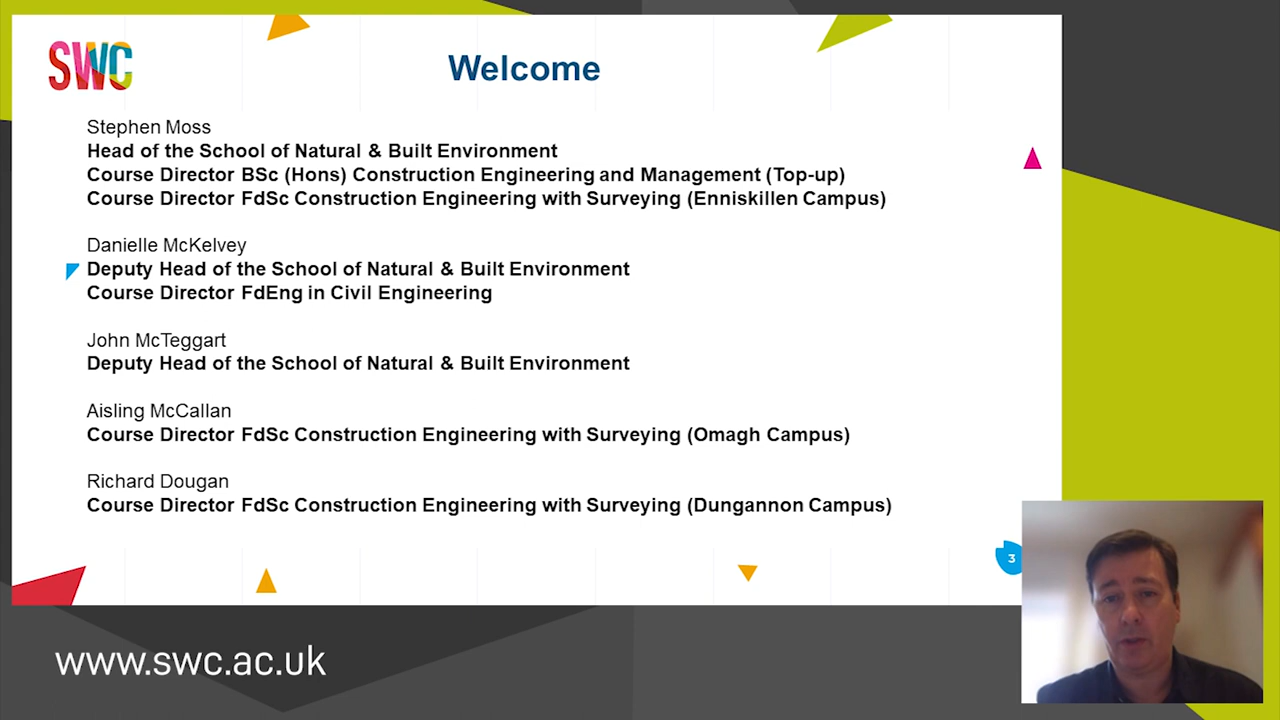 SWC
Welcome
Stephen Moss
Head of the School of Natural & Built Environment
Course Director BSc (Hons) Construction Engineering and Management (Top-up)
Course Director FdSc Construction Engineering with Surveying (Enniskillen Campus)
Danielle McKelvey
Deputy Head of the School of Natural & Built Environment
Course Director FdEng in Civil Engineering
John McTeggart
Deputy Head of the School of Natural & Built Environment
Aisling McCallan
Course Director FdSc Construction Engineering with Surveying (Omagh Campus)
Richard Dougan
Course Director FdSc Construction Engineering with Surveying (Dungannon Campus)
3
www.swc.ac.uk